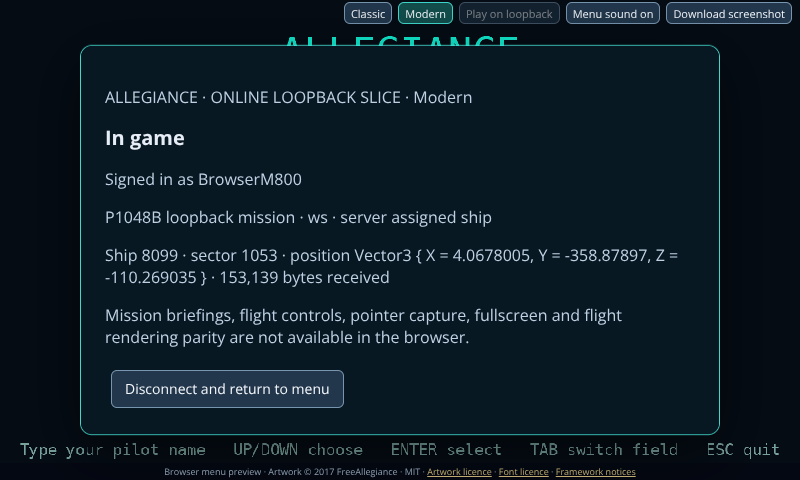 Classic Modern Play on loopback Menu sound on Download screenshot
ALLEGIANCE
ALLEGIANCE · ONLINE LOOPBACK SLICE · Modern
In game
Signed in as BrowserM800
P1048B loopback mission · ws · server assigned ship
Ship 8099 · sector 1053 · position Vector3 { X = 4.0678005, Y = -358.87897, Z =
-110.269035 } · 153,139 bytes received
Mission briefings, flight controls, pointer capture, fullscreen and flight
rendering parity are not available in the browser.
Disconnect and return to menu
Type your pilot name UP/DOWN choose ENTER select TAB switch field ESC quit
Browser menu preview · Artwork © 2017 FreeAllegiance · MIT · Artwork licence · Font licence · Framework notices